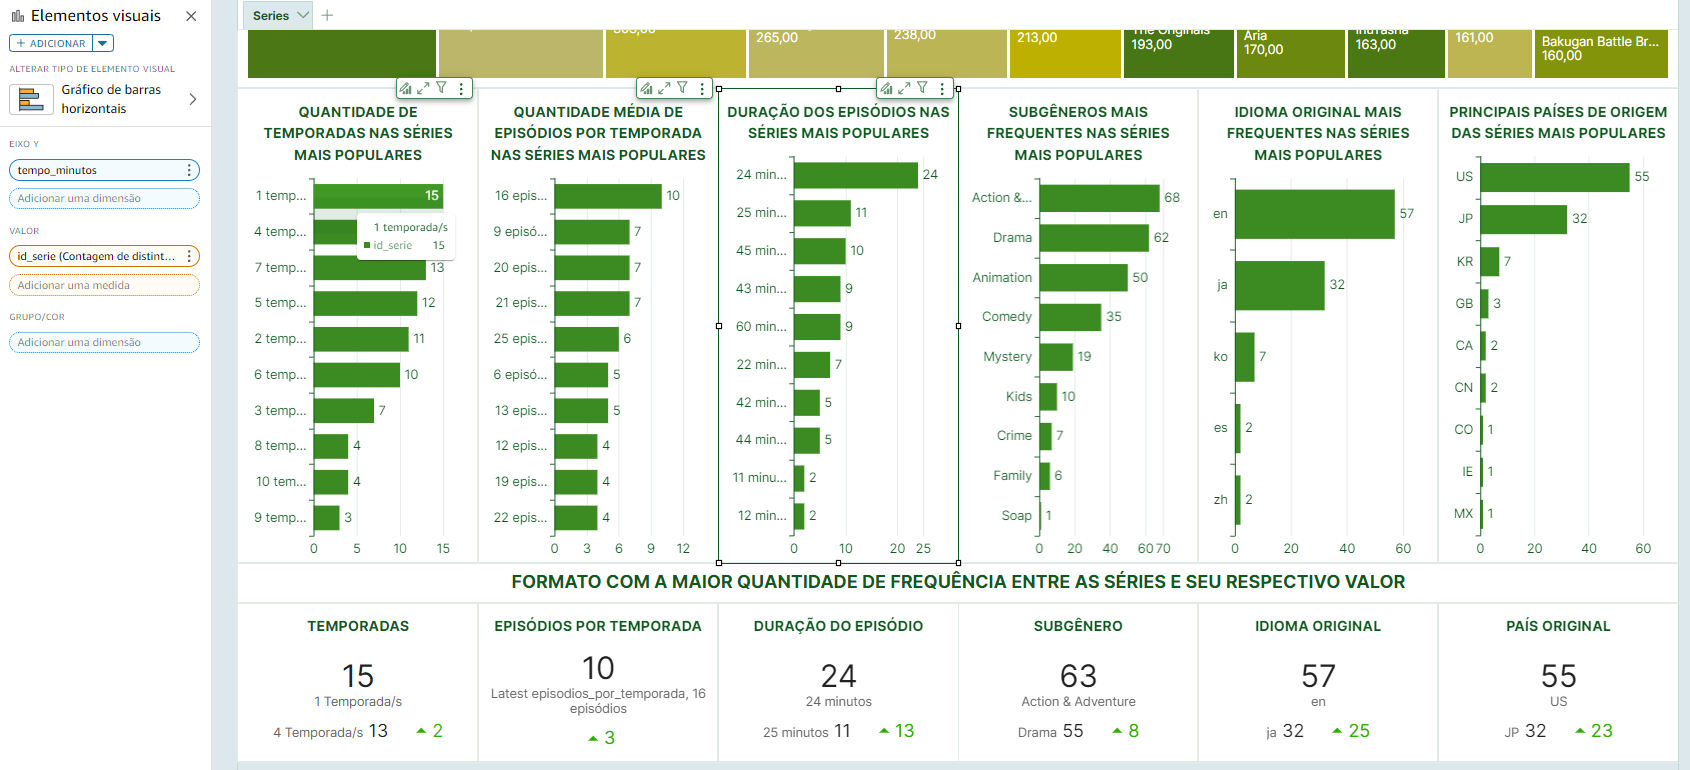 Elementos visuais
ADICIONAR
ALTERAR TIPO DE ELEMENTO VISUAL
Gráfico de barras
horizontais
EIXO Y
tempo_minutos
Adicionar uma dimensão
VALOR
id_serie (Contagem de distint...
Adicionar uma medida
GRUPO/COR
Adicionar uma dimensão
Series
265,00
238,00
213,00
The Originals
193,00
Aria
170,00
163,00
161,00
Bakugan Battle Br...
160,00
QUANTIDADE DE
TEMPORADAS NAS SÉRIES
MAIS POPULARES
1 temp... 15
4 temp...
7 temp... 13
5 temp... 12
2 temp... 11
6 temp... 10
3 temp... 7
8 temp... 4
10 tem... 4
9 temp... 3
0 5 10 15
1 temporada/s
id_serie 15
QUANTIDADE MÉDIA DE
EPISÓDIOS POR TEMPORADA
NAS SÉRIES MAIS POPULARES
16 epis... 10
9 episó... 7
20 epis... 7
21 epis... 7
25 epis... 6
6 episó... 5
13 epis... 5
12 epis... 4
19 epis... 4
22 epis... 4
0 3 6 9 12
DURAÇÃO DOS EPISÓDIOS NAS
SÉRIES MAIS POPULARES
24 min... 24
25 min... 11
45 min... 10
43 min... 9
60 min... 9
22 min... 7
42 min... 5
44 min... 5
11 minu... 2
12 min... 2
0 10 20 25
SUBGÊNEROS MAIS
FREQUENTES NAS SÉRIES
MAIS POPULARES
Action &... 68
Drama 62
Animation 50
Comedy 35
Mystery 19
Kids 10
Crime 7
Family 6
Soap 1
0 20 40 60 70
IDIOMA ORIGINAL MAIS
FREQUENTES NAS SÉRIES
MAIS POPULARES
en 57
ja 32
ko 7
es 2
zh 2
0 20 40 60
PRINCIPAIS PAÍSES DE ORIGEM
DAS SÉRIES MAIS POPULARES
US 55
JP 32
KR 7
GB 3
CA 2
CN 2
CO 1
IE 1
MX 1
0 20 40 60
FORMATO COM A MAIOR QUANTIDADE DE FREQUÊNCIA ENTRE AS SÉRIES E SEU RESPECTIVO VALOR
TEMPORADAS
15
1 Temporada/s
4 Temporada/s 13 2
EPISÓDIOS POR TEMPORADA
10
Latest episodios_por_temporada, 16
episódios
3
DURAÇÃO DO EPISÓDIO
24
24 minutos
25 minutos 11 13
SUBGÊNERO
63
Action & Adventure
Drama 55 8
IDIOMA ORIGINAL
57
en
ja 32 25
PAÍS ORIGINAL
55
US
JP 32 23